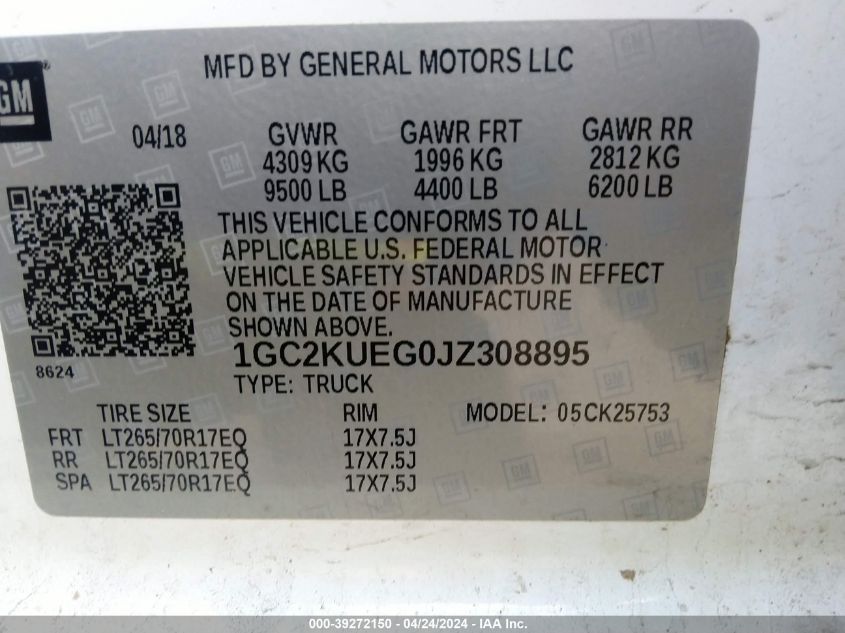 GM
MFD BY GENERAL MOTORS LLC
04/18 GVWR GAWR FRT GAWR RR
4309 KG 1996 KG 2812 KG
9500 LB 4400 LB 6200 LB
THIS VEHICLE CONFORMS TO ALL
APPLICABLE U.S. FEDERAL MOTOR
VEHICLE SAFETY STANDARDS IN EFFECT
ON THE DATE OF MANUFACTURE
SHOWN ABOVE.
8624 1GC2KUEG0JZ308895
TYPE: TRUCK
TIRE SIZE RIM MODEL: 05CK25753
FRT LT265/70R17EQ 17X7.5J
RR LT265/70R17EQ 17X7.5J
SPA LT265/70R17EQ 17X7.5J
000-39272150 / 04/24/2024 - IAA Inc.